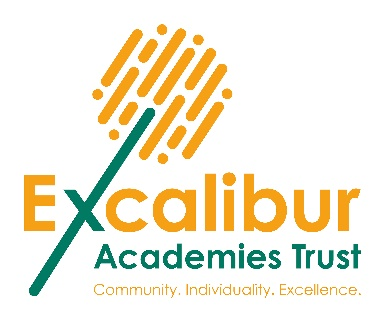 Excalibur
Academies Trust
Community. Individuality. Excellence.